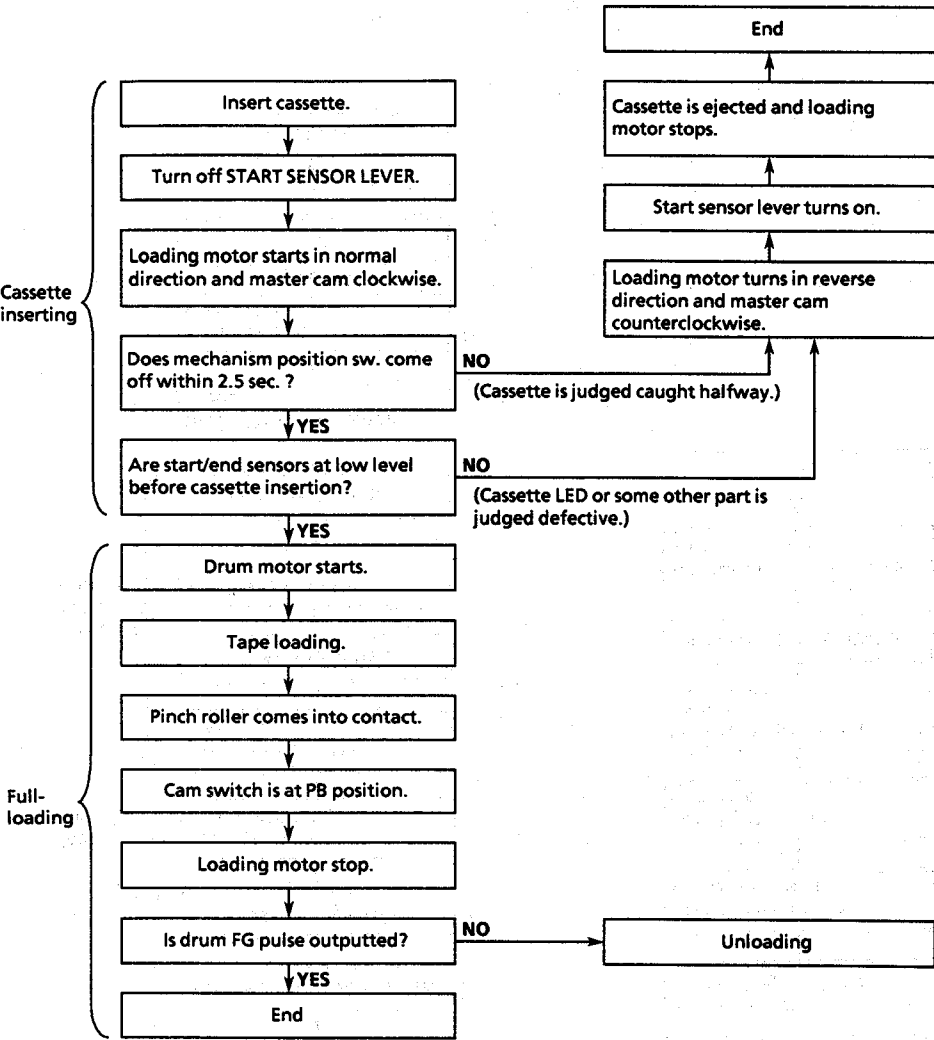 End
Insert cassette.
Cassette is ejected and loading
motor stops.
Turn off START SENSOR LEVER.
Start sensor lever turns on.
Loading motor starts in normal
direction and master cam clockwise.
Loading motor turns in reverse
direction and master cam
counterclockwise.
Cassette
inserting
Does mechanism position sw. come
off within 2.5 sec. ?
NO
(Cassette is judged caught halfway.)
YES
Are start/end sensors at low level
before cassette insertion?
NO
(Cassette LED or some other part is
judged defective.)
YES
Drum motor starts.
Tape loading.
Pinch roller comes into contact.
Full-
loading
Cam switch is at PB position.
Loading motor stop.
Is drum FG pulse outputted?
NO
Unloading
YES
End